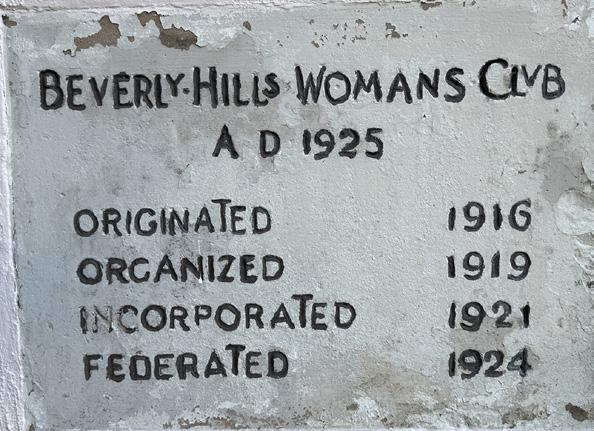 BEVERLY·HILLS WOMANS CLVB
A D 1925
ORIGINATED 1916
ORGANIZED 1919
INCORPORATED 1921
FEDERATED 1924